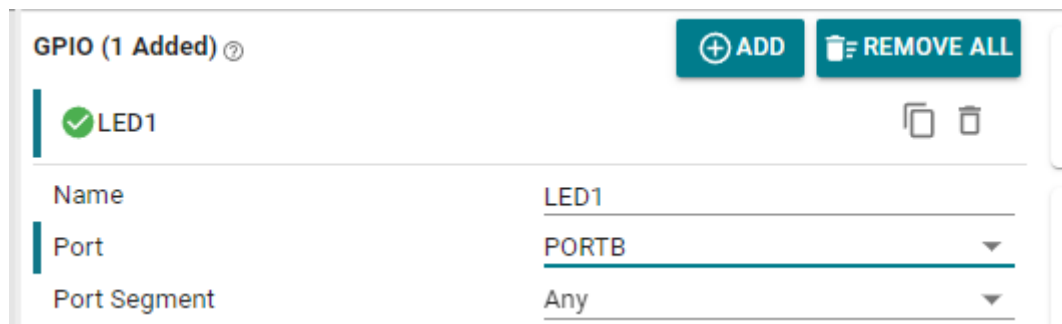 GPIO (1 Added) ?
ADD
REMOVE ALL
LED1
Name LED1
Port PORTB
Port Segment Any